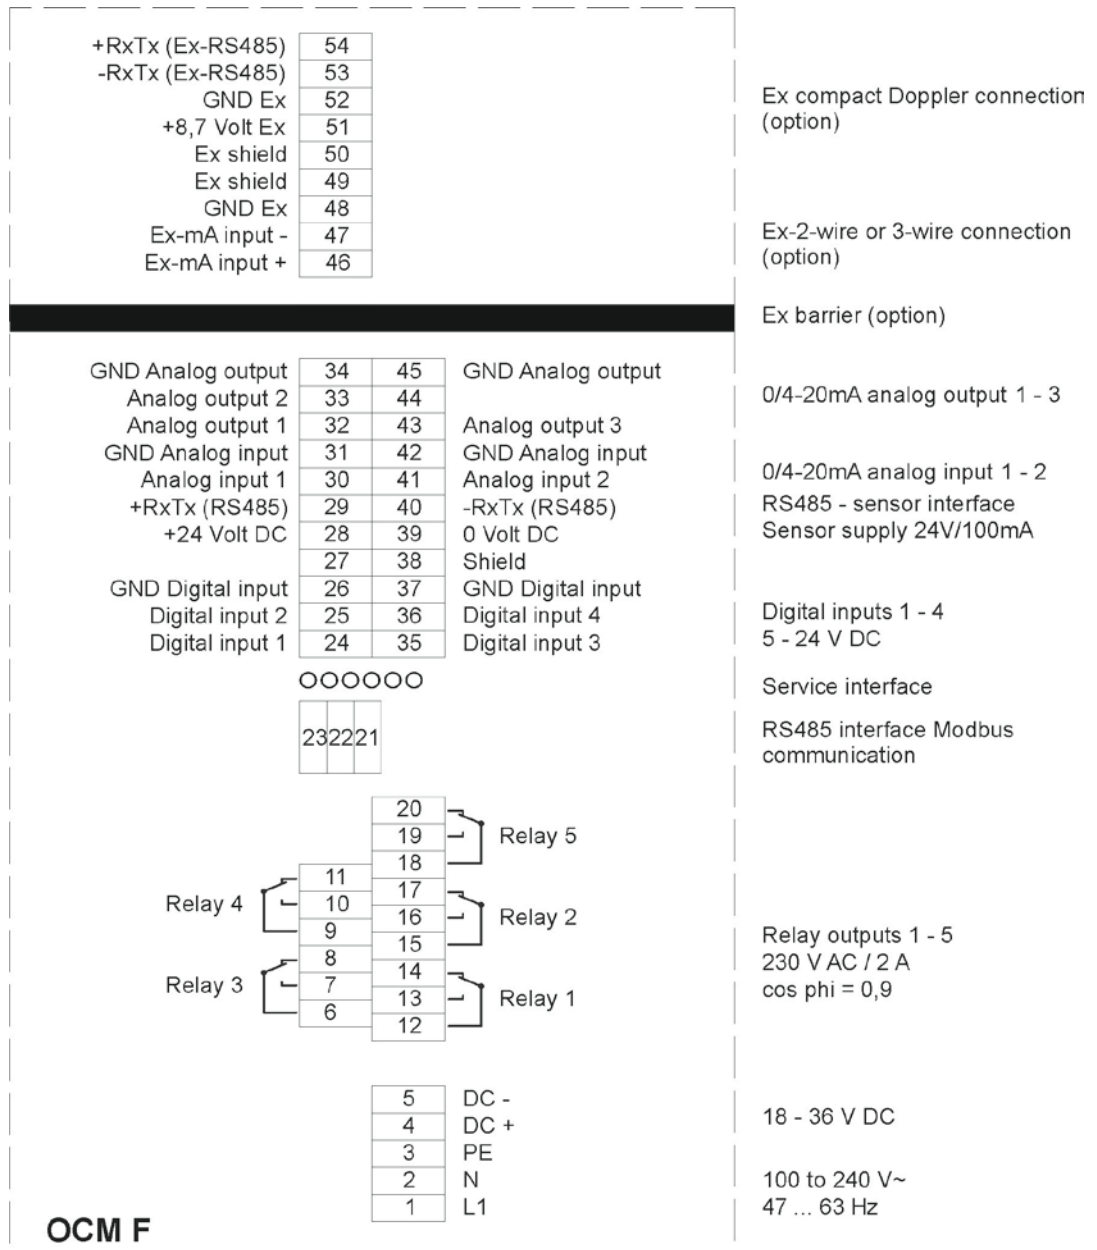 +RxTx (Ex-RS485) 54
-RxTx (Ex-RS485) 53
GND Ex 52
+8,7 Volt Ex 51
Ex shield 50
Ex shield 49
GND Ex 48
Ex-mA input - 47
Ex-mA input + 46
Ex compact Doppler connection
(option)
Ex-2-wire or 3-wire connection
(option)
Ex barrier (option)
GND Analog output 34 45 GND Analog output
Analog output 2 33 44
Analog output 1 32 43 Analog output 3
GND Analog input 31 42 GND Analog input
Analog input 1 30 41 Analog input 2
+RxTx (RS485) 29 40 -RxTx (RS485)
+24 Volt DC 28 39 0 Volt DC
27 38 Shield
GND Digital input 26 37 GND Digital input
Digital input 2 25 36 Digital input 4
Digital input 1 24 35 Digital input 3
0/4-20mA analog output 1 - 3
0/4-20mA analog input 1 - 2
RS485 - sensor interface
Sensor supply 24V/100mA
Digital inputs 1 - 4
5 - 24 V DC
Service interface
23 22 21
RS485 interface Modbus
communication
20
19 Relay 5
18
11 17
Relay 4 10 16 Relay 2
9 15
8 14
Relay 3 7 13 Relay 1
6 12
Relay outputs 1 - 5
230 V AC / 2 A
cos phi = 0,9
5 DC -
4 DC +
3 PE
2 N
1 L1
18 - 36 V DC
100 to 240 V~
47 ... 63 Hz
OCM F